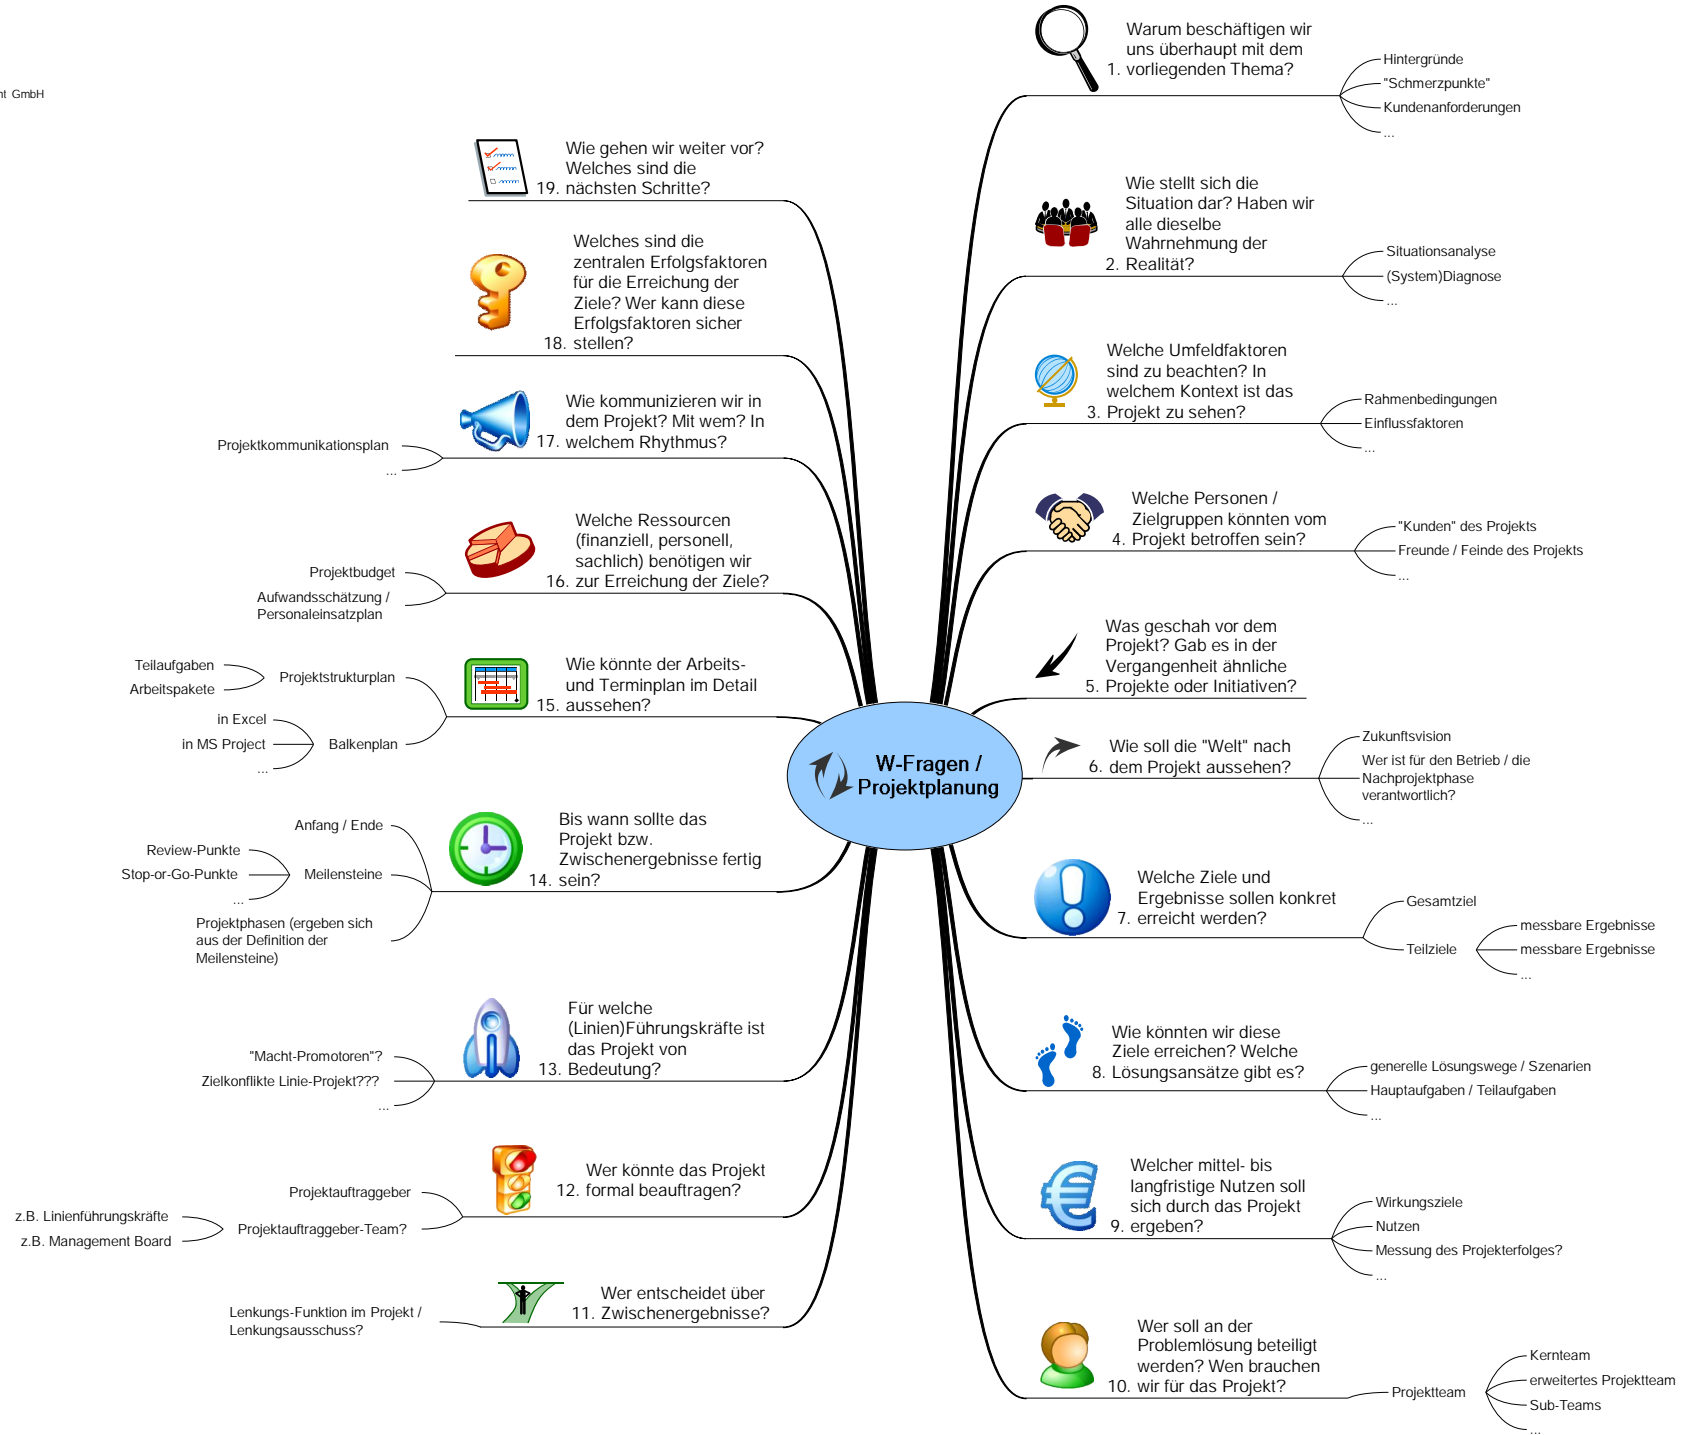 GmbH
W-Fragen /
Projektplanung
Warum beschäftigen wir
uns überhaupt mit dem
1. vorliegenden Thema?
Hintergründe
"Schmerzpunkte"
Kundenanforderungen
...
Wie stellt sich die
Situation dar? Haben wir
alle dieselbe
Wahrnehmung der
2. Realität?
Situationsanalyse
(System)Diagnose
...
Welche Umfeldfaktoren
sind zu beachten? In
welchem Kontext ist das
3. Projekt zu sehen?
Rahmenbedingungen
Einflussfaktoren
...
Welche Personen /
Zielgruppen könnten vom
4. Projekt betroffen sein?
"Kunden" des Projekts
Freunde / Feinde des Projekts
...
Was geschah vor dem
Projekt? Gab es in der
Vergangenheit ähnliche
5. Projekte oder Initiativen?
Wie soll die "Welt" nach
6. dem Projekt aussehen?
Zukunftsvision
Wer ist für den Betrieb / die
Nachprojektphase
verantwortlich?
...
Welche Ziele und
Ergebnisse sollen konkret
7. erreicht werden?
Gesamtziel
Teilziele
messbare Ergebnisse
messbare Ergebnisse
...
Wie könnten wir diese
Ziele erreichen? Welche
8. Lösungsansätze gibt es?
generelle Lösungswege / Szenarien
Hauptaufgaben / Teilaufgaben
...
Welcher mittel- bis
langfristige Nutzen soll
sich durch das Projekt
9. ergeben?
Wirkungsziele
Nutzen
Messung des Projekterfolges?
...
Wer soll an der
Problemlösung beteiligt
werden? Wen brauchen
10. wir für das Projekt?
Projektteam
Kernteam
erweitertes Projektteam
Sub-Teams
...
Wer entscheidet über
11. Zwischenergebnisse?
Lenkungs-Funktion im Projekt /
Lenkungsausschuss?
Wer könnte das Projekt
12. formal beauftragen?
Projektauftraggeber
Projektauftraggeber-Team?
z.B. Linienführungskräfte
z.B. Management Board
Für welche
(Linien)Führungskräfte ist
das Projekt von
13. Bedeutung?
"Macht-Promotoren"?
Zielkonflikte Linie-Projekt???
...
Bis wann sollte das
Projekt bzw.
Zwischenergebnisse fertig
14. sein?
Anfang / Ende
Meilensteine
Review-Punkte
Stop-or-Go-Punkte
...
Projektphasen (ergeben sich
aus der Definition der
Meilensteine)
Wie könnte der Arbeits-
und Terminplan im Detail
15. aussehen?
Projektstrukturplan
Teilaufgaben
Arbeitspakete
Balkenplan
in Excel
in MS Project
...
Welche Ressourcen
(finanziell, personell,
sachlich) benötigen wir
16. zur Erreichung der Ziele?
Projektbudget
Aufwandsschätzung /
Personaleinsatzplan
Wie kommunizieren wir in
dem Projekt? Mit wem? In
17. welchem Rhythmus?
Projektkommunikationsplan
...
Welches sind die
zentralen Erfolgsfaktoren
für die Erreichung der
Ziele? Wer kann diese
Erfolgsfaktoren sicher
18. stellen?
Wie gehen wir weiter vor?
Welches sind die
19. nächsten Schritte?